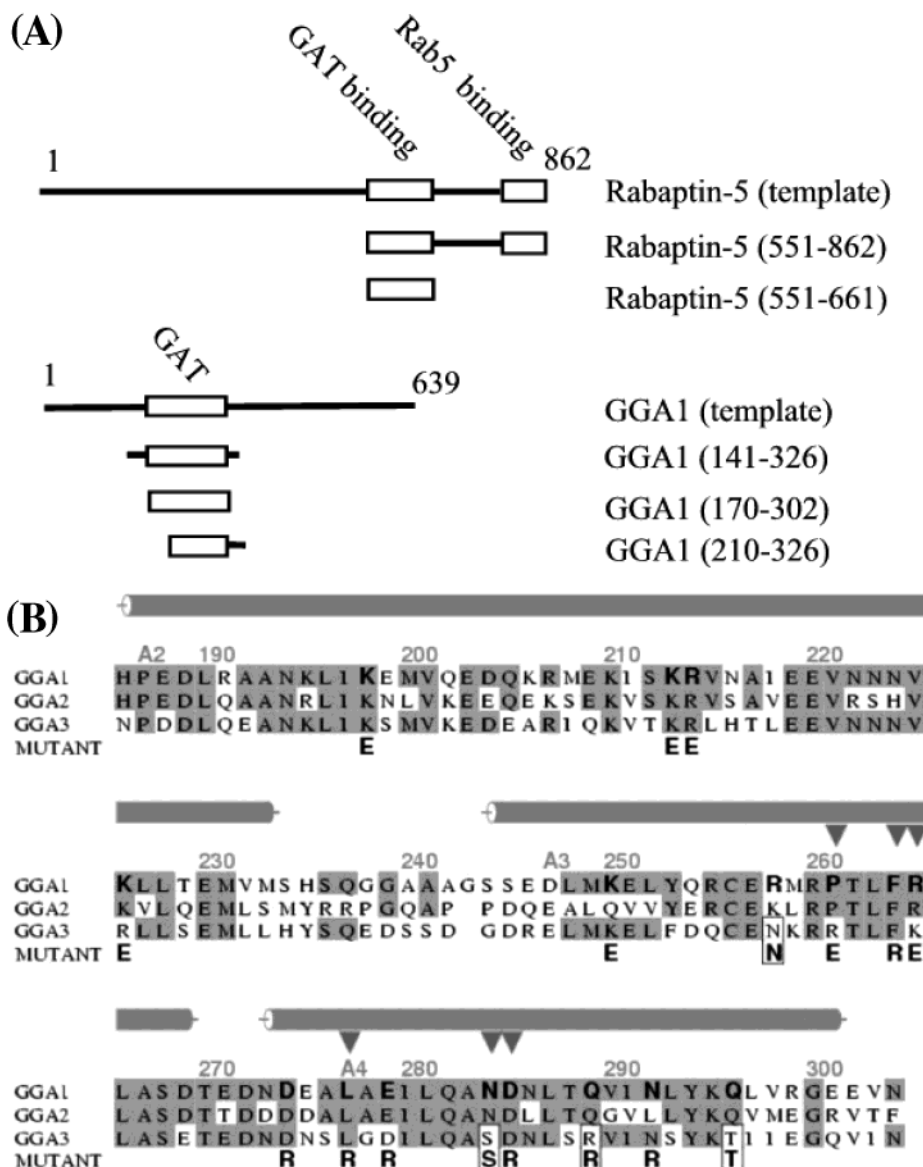 (A)
GAT binding
Rab5 binding
1 862
Rabaptin-5 (template)
Rabaptin-5 (551-862)
Rabaptin-5 (551-661)
GAT
1 639
GGA1 (template)
GGA1 (141-326)
GGA1 (170-302)
GGA1 (210-326)
(B)
A2 190 200 210 220
GGA1 HPEDLRAANKLIKEMVQEDQKRMEKISKRVNAIEEVNNNV
GGA2 HPEDLQAANRLIKNLVKEEQEKSEKVSKRVSAVEEVRSHV
GGA3 NPDDLQEANKLIKSMVKEDEARIQKVTKRLHTLEEVNNNV
MUTANT E EE
230 240 A3 250 260
GGA1 KLLTEMVMSHSQGGAAAGSSEDLMKELYQRCERMRPTLFR
GGA2 KVLQEMLSMYRRPGQAP PDQEALQVVYERCEKLRPTLFR
GGA3 RLLSEMLLHYSQEDSSD GDRELMKELFDQCENKRRTLFK
MUTANT E E N E RE
270 A4 280 290 300
GGA1 LASDTEDNDEALAEILQANDNLTQVINLYKQLVRGEEVN
GGA2 LASDTTDDDDALAEILQANDLLTQGVLLYKQVMEGRVTF
GGA3 LASETEDNDNSLGDILQASDNLSRVINSYKTIIEGQVIN
MUTANT R R R SR R R T